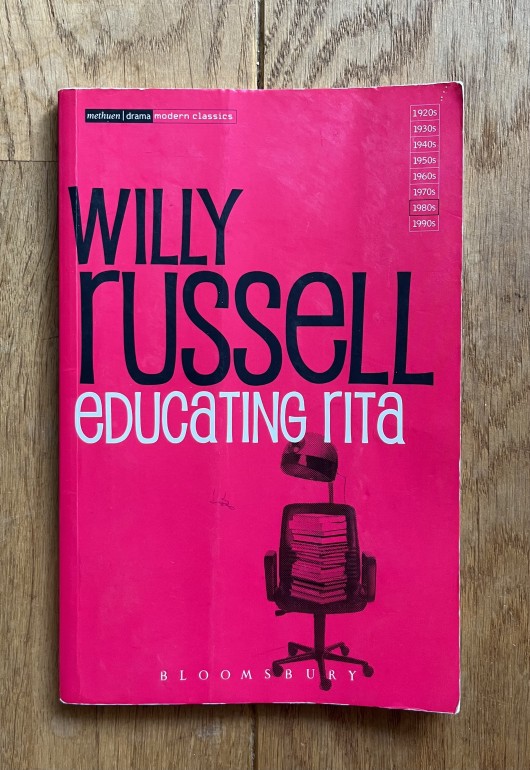 methuen | drama modern classics
1920s
1930s
1940s
1950s
1960s
1970s
1980s
1990s
WILLY
russell
educating rita
BLOOMSBURY